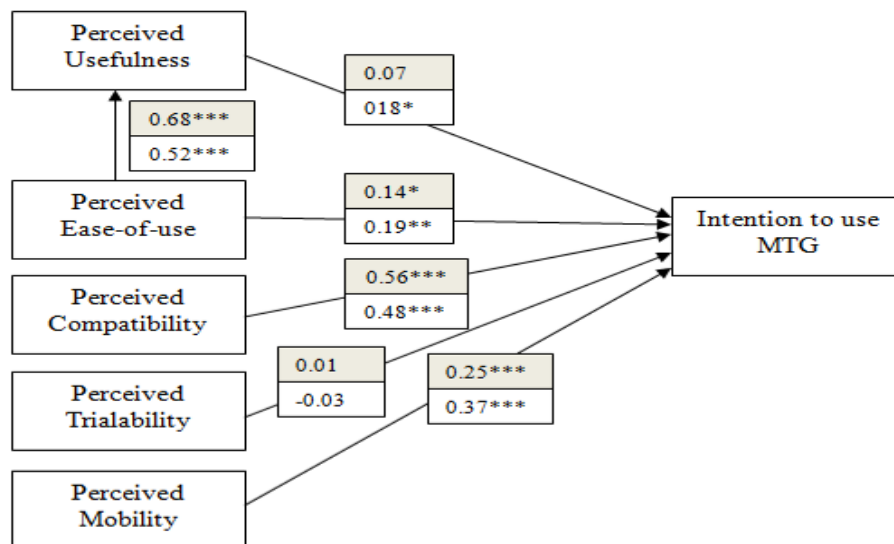 Perceived
Usefulness
0.07
018*
0.68***
0.52***
Perceived
Ease-of-use
0.14*
0.19**
Intention to use
MTG
Perceived
Compatibility
0.56***
0.48***
Perceived
Trialability
0.01
-0.03
0.25***
0.37***
Perceived
Mobility